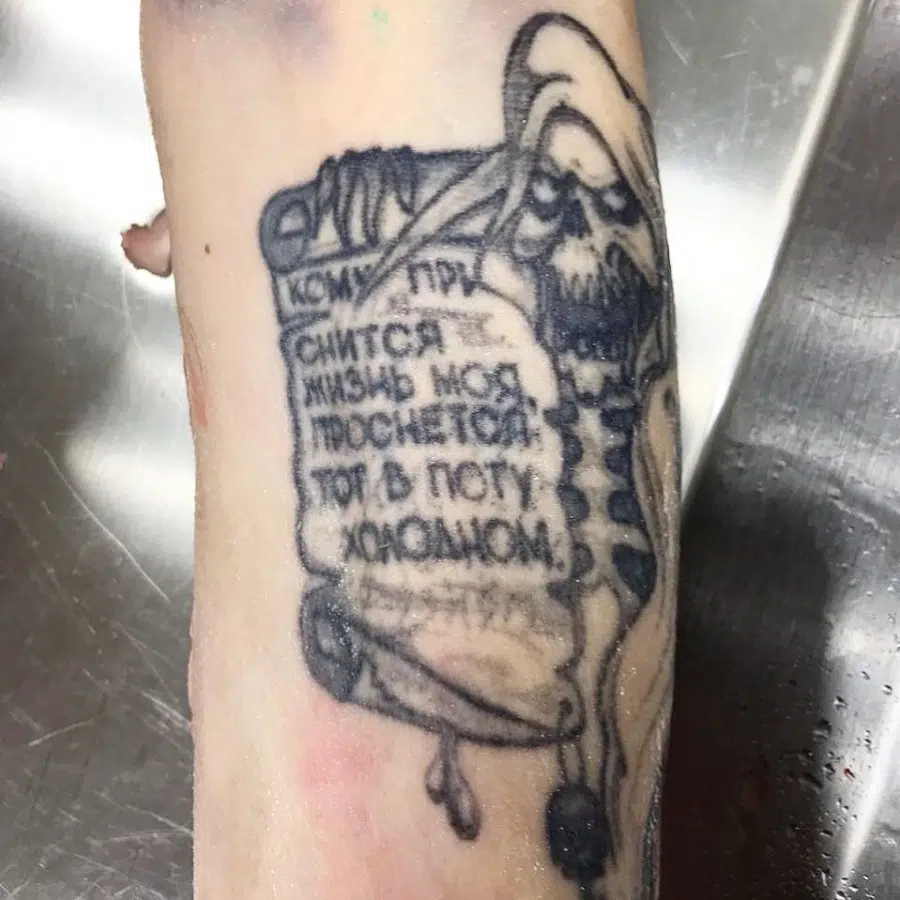 КОМУ ПРИ
СНИТСЯ
ЖИЗНЬ МОЯ,
ПРОСНЕТСЯ
ТОТ В ПОТУ
ХОЛОДНОМ.